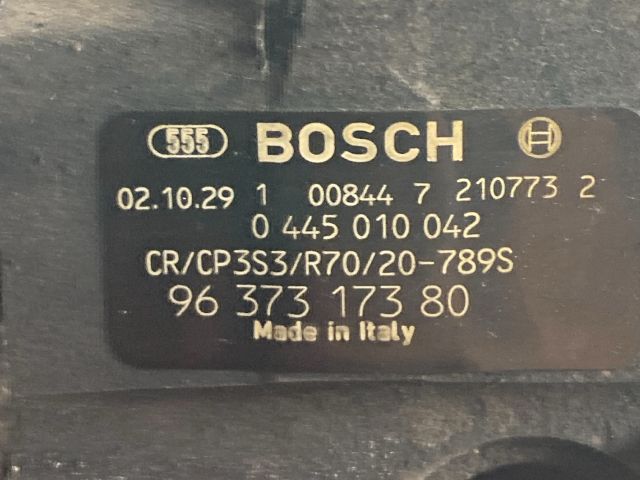 555 BOSCH
02.10.29 1 00844 7 210773 2
0 445 010 042
CR/CP3S3/R70/20-789S
96 373 173 80
Made in Italy